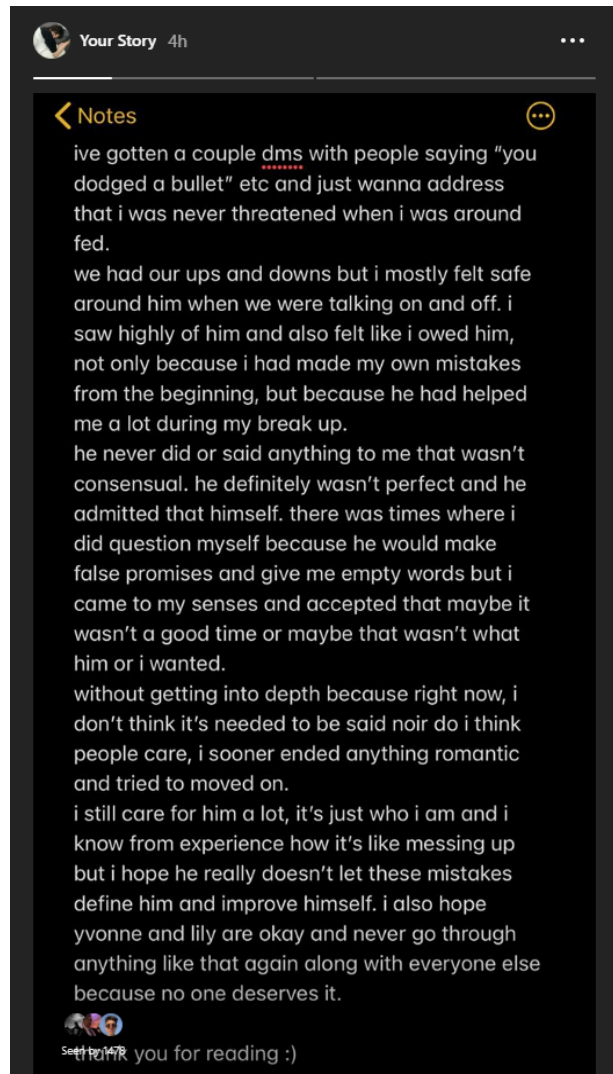 Your Story 4h
Notes
ive gotten a couple dms with people saying “you
dodged a bullet” etc and just wanna address
that i was never threatened when i was around
fed.
we had our ups and downs but i mostly felt safe
around him when we were talking on and off. i
saw highly of him and also felt like i owed him,
not only because i had made my own mistakes
from the beginning, but because he had helped
me a lot during my break up.
he never did or said anything to me that wasn’t
consensual. he definitely wasn’t perfect and he
admitted that himself. there was times where i
did question myself because he would make
false promises and give me empty words but i
came to my senses and accepted that maybe it
wasn’t a good time or maybe that wasn’t what
him or i wanted.
without getting into depth because right now, i
don’t think it’s needed to be said noir do i think
people care, i sooner ended anything romantic
and tried to moved on.
i still care for him a lot, it’s just who i am and i
know from experience how it’s like messing up
but i hope he really doesn’t let these mistakes
define him and improve himself. i also hope
yvonne and lily are okay and never go through
anything like that again along with everyone else
because no one deserves it.
Seen by 1478
thank you for reading :)